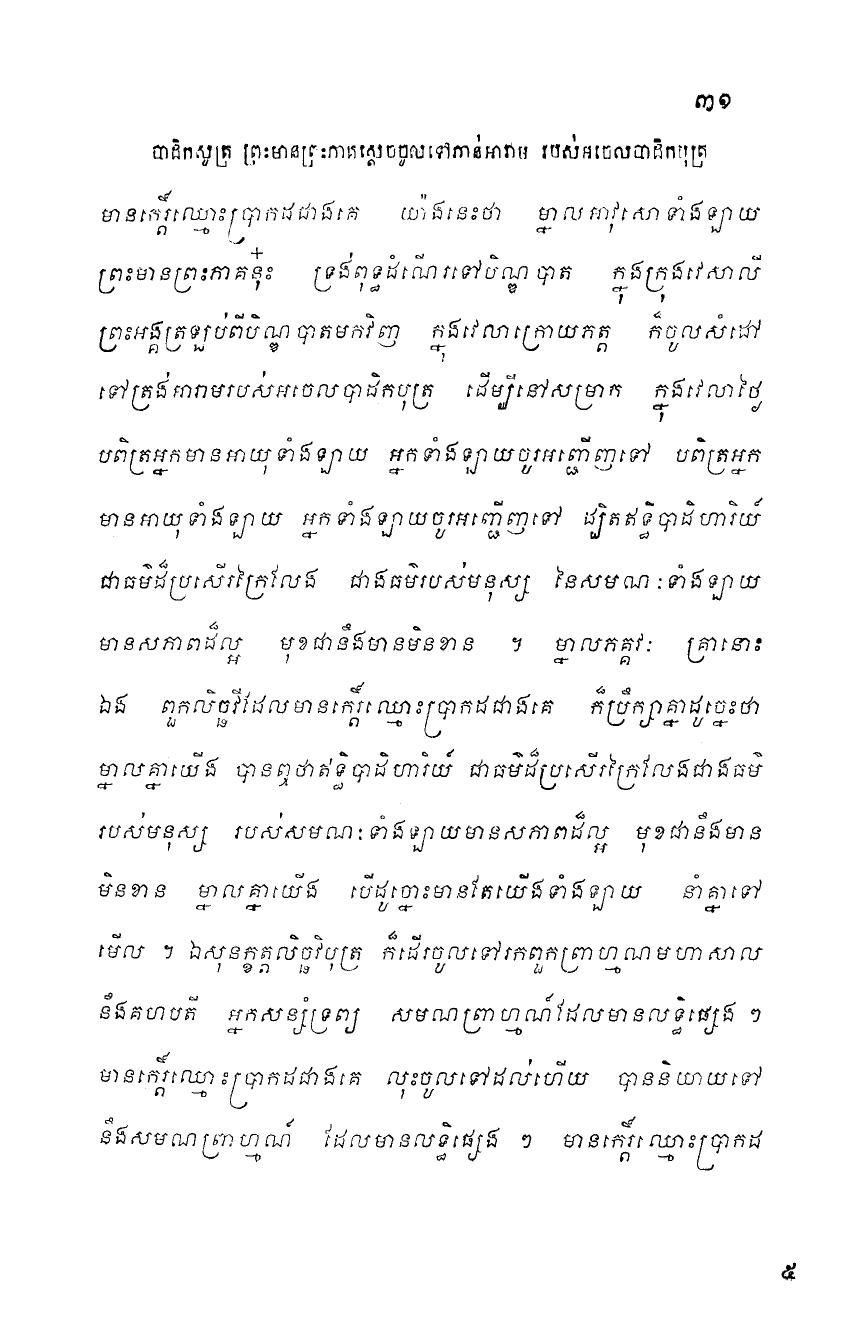 ៣១
បាដិកសូត្រ ព្រះមានព្រះភាគស្តេចចូលទៅកាន់អារាម របស់អចេលបាដិកបុត្រ
មានកេរ្តិ៍ឈ្មោះប្រាកដជាងគេ យ៉ាងនេះថា ម្នាលអាវុសោទាំងឡាយ
ព្រះមានព្រះភាគនុ៎ះ ទ្រង់ពុទ្ធដំណើរទៅបិណ្ឌបាត ក្នុងក្រុងវេសាលី
ព្រះអង្គត្រឡប់ពីបិណ្ឌបាតមកវិញ ក្នុងវេលាក្រោយភត្ត ក៏ចូលសំដៅ
ទៅត្រង់អារាមរបស់អចេលបាដិកបុត្រ ដើម្បីនៅសម្រាក ក្នុងវេលាថ្ងៃ
បពិត្រអ្នកមានអាយុទាំងឡាយ អ្នកទាំងឡាយចូរអញ្ជើញទៅ បពិត្រអ្នក
មានអាយុទាំងឡាយ អ្នកទាំងឡាយចូរអញ្ជើញទៅ ដ្បិតឥទ្ធិបាដិហារិយ៍
ជាធម៌ដ៏ប្រសើរក្រៃលែង ជាងធម៌របស់មនុស្ស នៃសមណៈទាំងឡាយ
មានសភាពដ៏ល្អ មុខជានឹងមានមិនខាន ។ ម្នាលភគ្គវៈ គ្រានោះ
ឯង ពួកលិច្ឆវីដែលមានកេរ្តិ៍ឈ្មោះប្រាកដជាងគេ ក៏ប្រឹក្សាគ្នាដូច្នេះថា
ម្នាលគ្នាយើង បានឮថាឥទ្ធិបាដិហារិយ៍ ជាធម៌ដ៏ប្រសើរក្រៃលែងជាងធម៌
របស់មនុស្ស របស់សមណៈទាំងឡាយមានសភាពដ៏ល្អ មុខជានឹងមាន
មិនខាន ម្នាលគ្នាយើង បើដូច្នោះមានតែយើងទាំងឡាយ នាំគ្នាទៅ
មើល ។ ឯសុនក្ខត្តលិច្ឆវិបុត្រ ក៏ដើរចូលទៅរកពួកព្រាហ្មណមហាសាល
នឹងគហបតី អ្នកសន្សំទ្រព្យ សមណព្រាហ្មណ៍ដែលមានលទ្ធិផ្សេង ៗ
មានកេរ្តិ៍ឈ្មោះប្រាកដជាងគេ លុះចូលទៅដល់ហើយ បាននិយាយទៅ
នឹងសមណព្រាហ្មណ៍ ដែលមានលទ្ធិផ្សេង ៗ មានកេរ្តិ៍ឈ្មោះប្រាកដ
៥